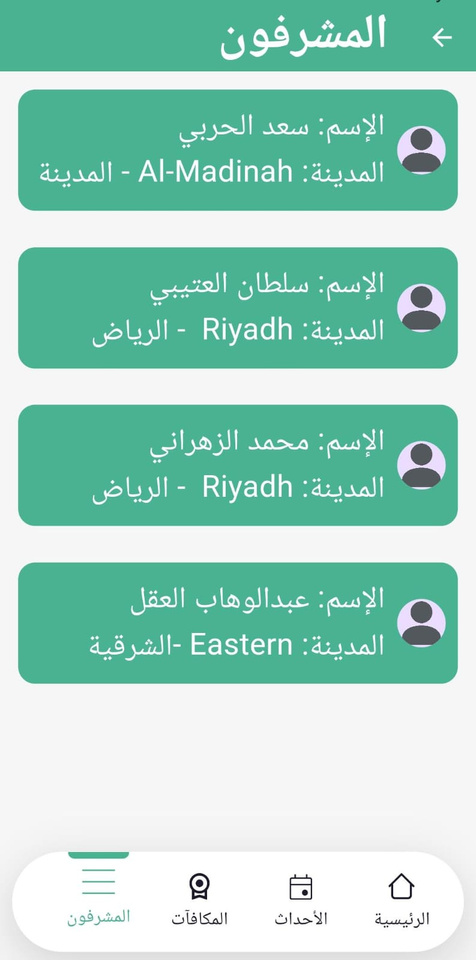 المشرفون
الإسم: سعد الحربي
المدينة: Al-Madinah - المدينة
الإسم: سلطان العتيبي
المدينة: Riyadh - الرياض
الإسم: محمد الزهراني
المدينة: Riyadh - الرياض
الإسم: عبدالوهاب العقل
المدينة: Eastern -الشرقية
الرئيسية
الأحداث
المكافآت
المشرفون